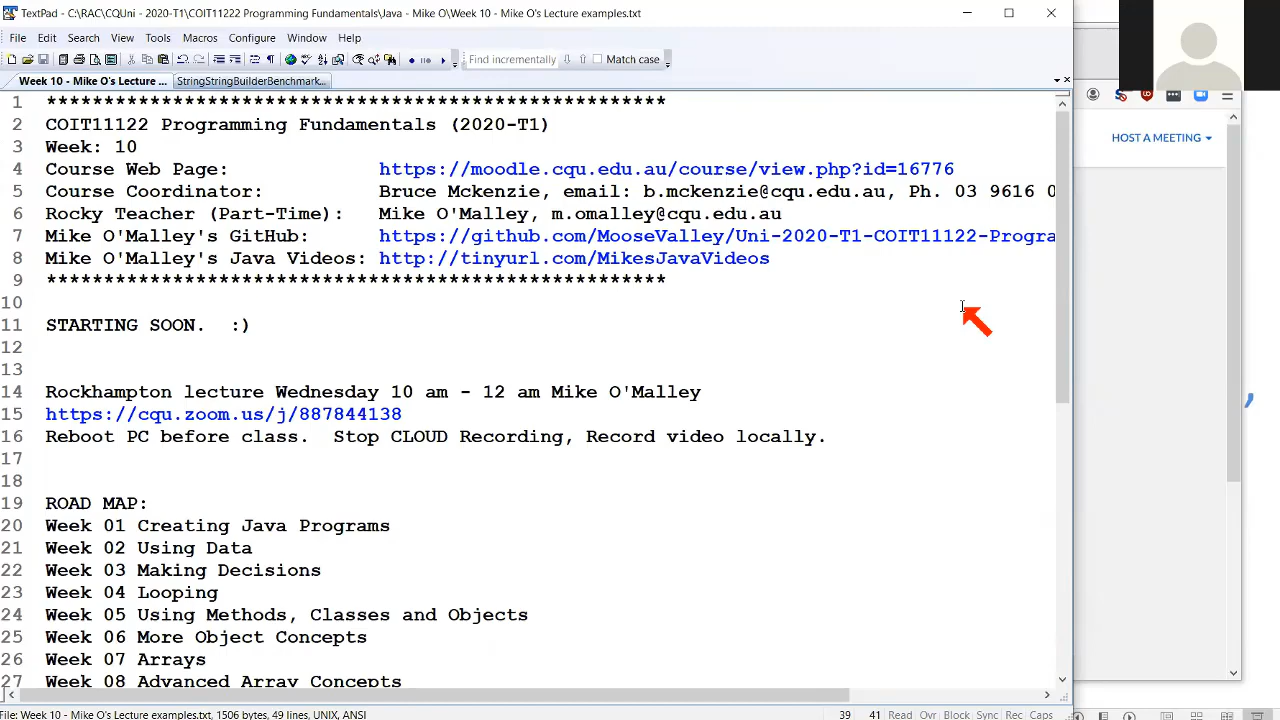 TextPad - C:\RAC\CQUni - 2020-T1\COIT11222 Programming Fundamentals\Java - Mike O\Week 10 - Mike O's Lecture examples.txt
File Edit Search View Tools Macros Configure Window Help
Find incrementally Match case
Week 10 - Mike O's Lecture ... StringStringBuilderBenchmark...
HOST A MEETING
1 ******************************************************
2 COIT11122 Programming Fundamentals (2020-T1)
3 Week: 10
4 Course Web Page: https://moodle.cqu.edu.au/course/view.php?id=16776
5 Course Coordinator: Bruce Mckenzie, email: b.mckenzie@cqu.edu.au, Ph. 03 9616 0
6 Rocky Teacher (Part-Time): Mike O'Malley, m.omalley@cqu.edu.au
7 Mike O'Malley's GitHub: https://github.com/MooseValley/Uni-2020-T1-COIT11122-Progra
8 Mike O'Malley's Java Videos: http://tinyurl.com/MikesJavaVideos
9 ******************************************************
10
11 STARTING SOON. :)
12
13
14 Rockhampton lecture Wednesday 10 am - 12 am Mike O'Malley
15 https://cqu.zoom.us/j/887844138
16 Reboot PC before class. Stop CLOUD Recording, Record video locally.
17
18
19 ROAD MAP:
20 Week 01 Creating Java Programs
21 Week 02 Using Data
22 Week 03 Making Decisions
23 Week 04 Looping
24 Week 05 Using Methods, Classes and Objects
25 Week 06 More Object Concepts
26 Week 07 Arrays
27 Week 08 Advanced Array Concepts
File: Week 10 - Mike O's Lecture examples.txt, 1506 bytes, 49 lines, UNIX, ANSI 39 41 Read Ovr Block Sync Rec Caps